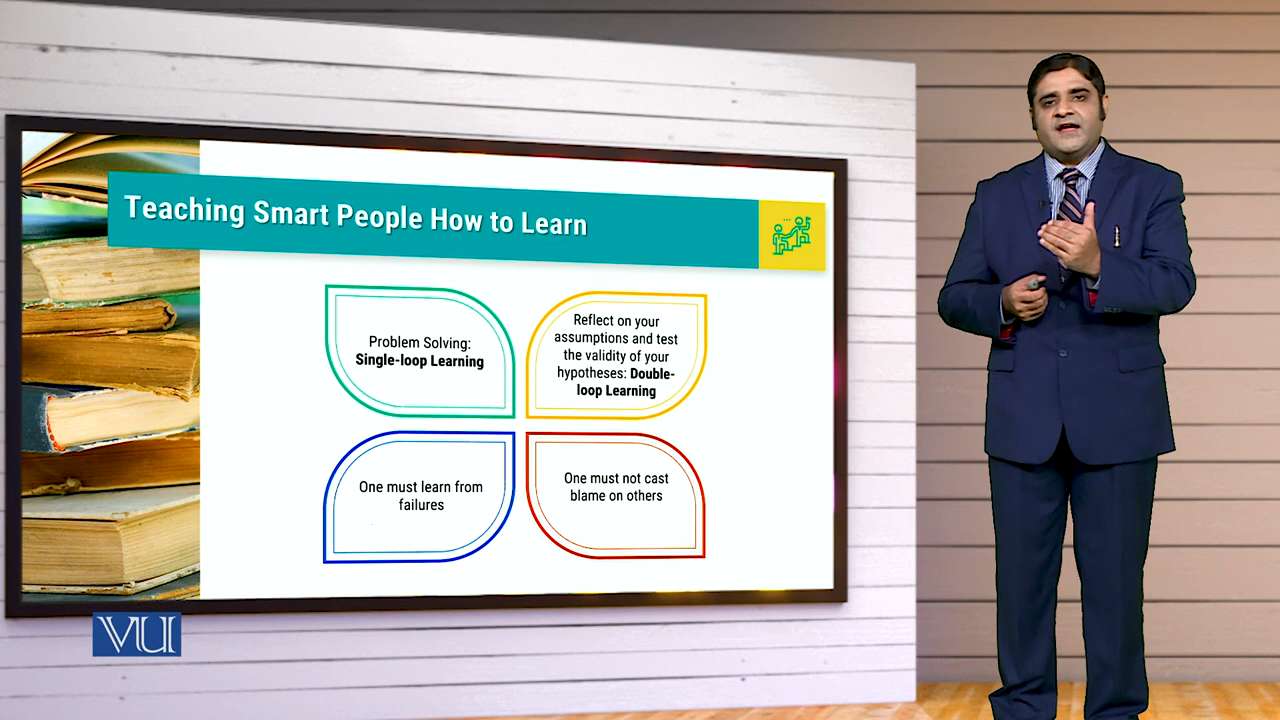 Teaching Smart People How to Learn
Problem Solving:
Single-loop Learning
Reflect on your
assumptions and test
the validity of your
hypotheses: Double-
loop Learning
One must learn from
failures
One must not cast
blame on others
VU